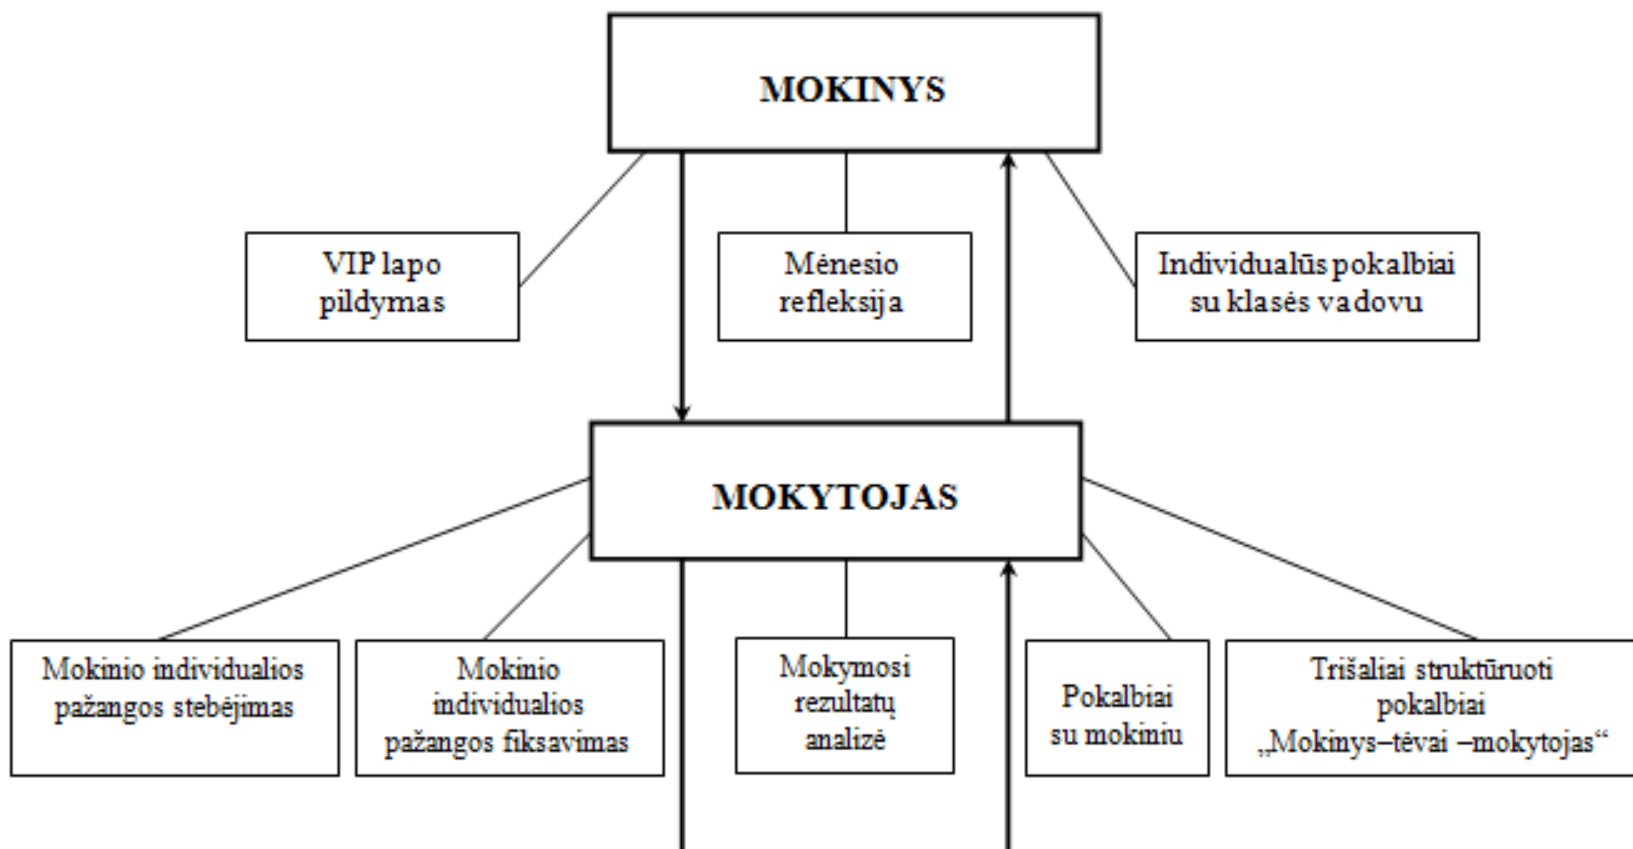 MOKINYS
VIP lapo
pildymas
Mėnesio
refleksija
Individualūs pokalbiai
su klasės vadovu
MOKYTOJAS
Mokinio individualios
pažangos stebėjimas
Mokinio
individualios
pažangos fiksavimas
Mokymosi
rezultatų
analizė
Pokalbiai
su mokiniu
Trišaliai struktūruoti
pokalbiai
„Mokinys–tėvai –mokytojas“